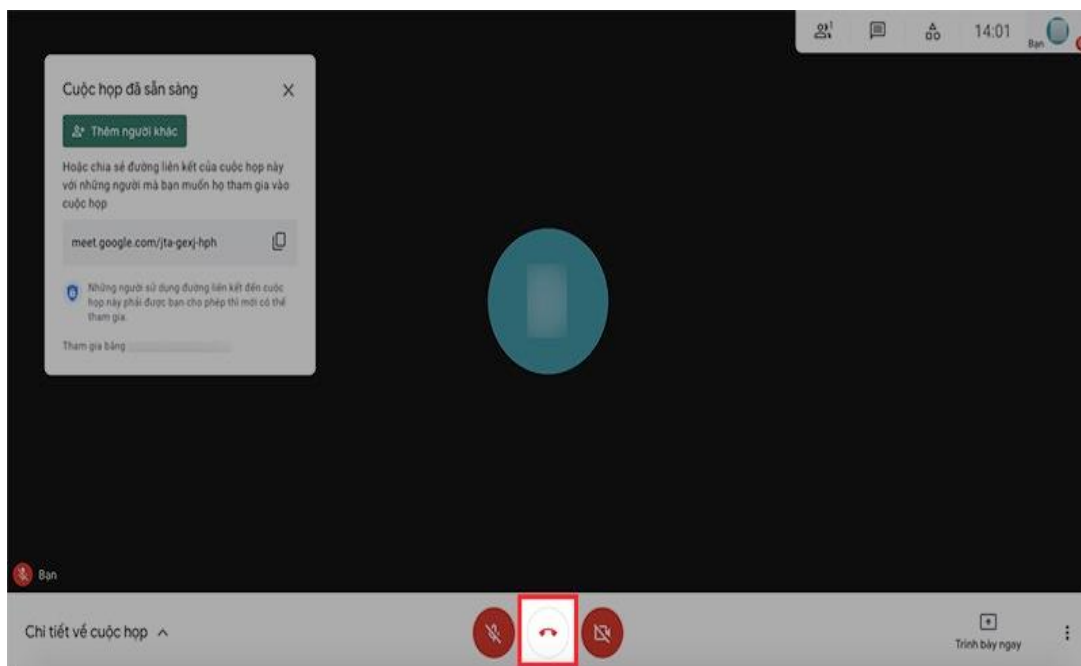 1
14:01
Bạn
Cuộc họp đã sẵn sàng
Thêm người khác
Hoặc chia sẻ đường liên kết của cuộc họp này
với những người mà bạn muốn họ tham gia vào
cuộc họp
meet.google.com/jta-gexj-hph
Những người sử dụng đường liên kết đến cuộc
họp này phải được bạn cho phép thì mới có thể
tham gia.
Tham gia bằng
Bạn
Chi tiết về cuộc họp
Trình bày ngay